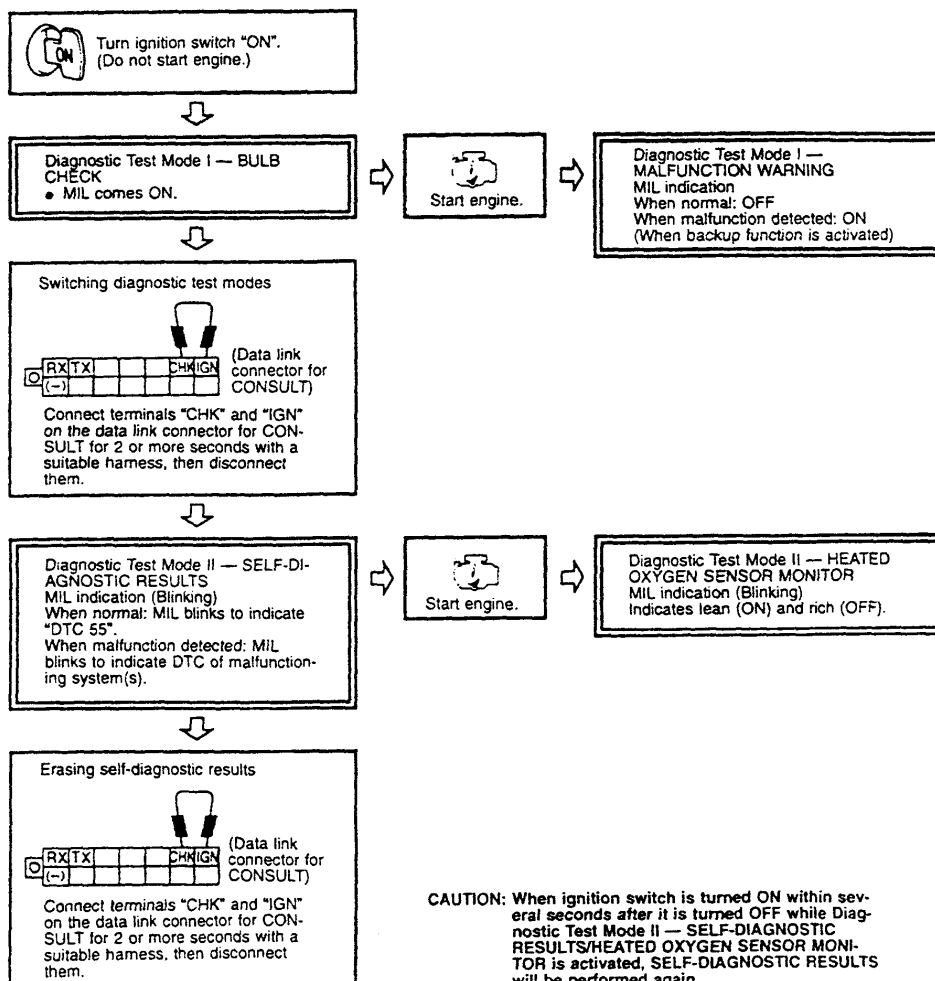 ON
Turn ignition switch "ON".
(Do not start engine.)
Diagnostic Test Mode I — BULB
CHECK
• MIL comes ON.
Start engine.
Diagnostic Test Mode I —
MALFUNCTION WARNING
MIL indication
When normal: OFF
When malfunction detected: ON
(When backup function is activated)
Switching diagnostic test modes
RX TX CHK IGN
(-)
(Data link
connector for
CONSULT)
Connect terminals "CHK" and "IGN"
on the data link connector for CON-
SULT for 2 or more seconds with a
suitable harness, then disconnect
them.
Diagnostic Test Mode II — SELF-DI-
AGNOSTIC RESULTS
MIL indication (Blinking)
When normal: MIL blinks to indicate
"DTC 55".
When malfunction detected: MIL
blinks to indicate DTC of malfunction-
ing system(s).
Start engine.
Diagnostic Test Mode II — HEATED
OXYGEN SENSOR MONITOR
MIL indication (Blinking)
Indicates lean (ON) and rich (OFF).
Erasing self-diagnostic results
RX TX CHK IGN
(-)
(Data link
connector for
CONSULT)
Connect terminals "CHK" and "IGN"
on the data link connector for CON-
SULT for 2 or more seconds with a
suitable harness, then disconnect
them.
CAUTION: When ignition switch is turned ON within sev-
eral seconds after it is turned OFF while Diag-
nostic Test Mode II — SELF-DIAGNOSTIC
RESULTS/HEATED OXYGEN SENSOR MONI-
TOR is activated, SELF-DIAGNOSTIC RESULTS
will be performed again